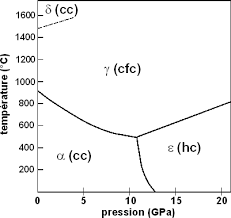 δ (cc)
1600
1400
1200
γ (cfc)
1000
800
600
400
α (cc)
ε (hc)
200
0
5
10
15
20
température (°C)
pression (GPa)